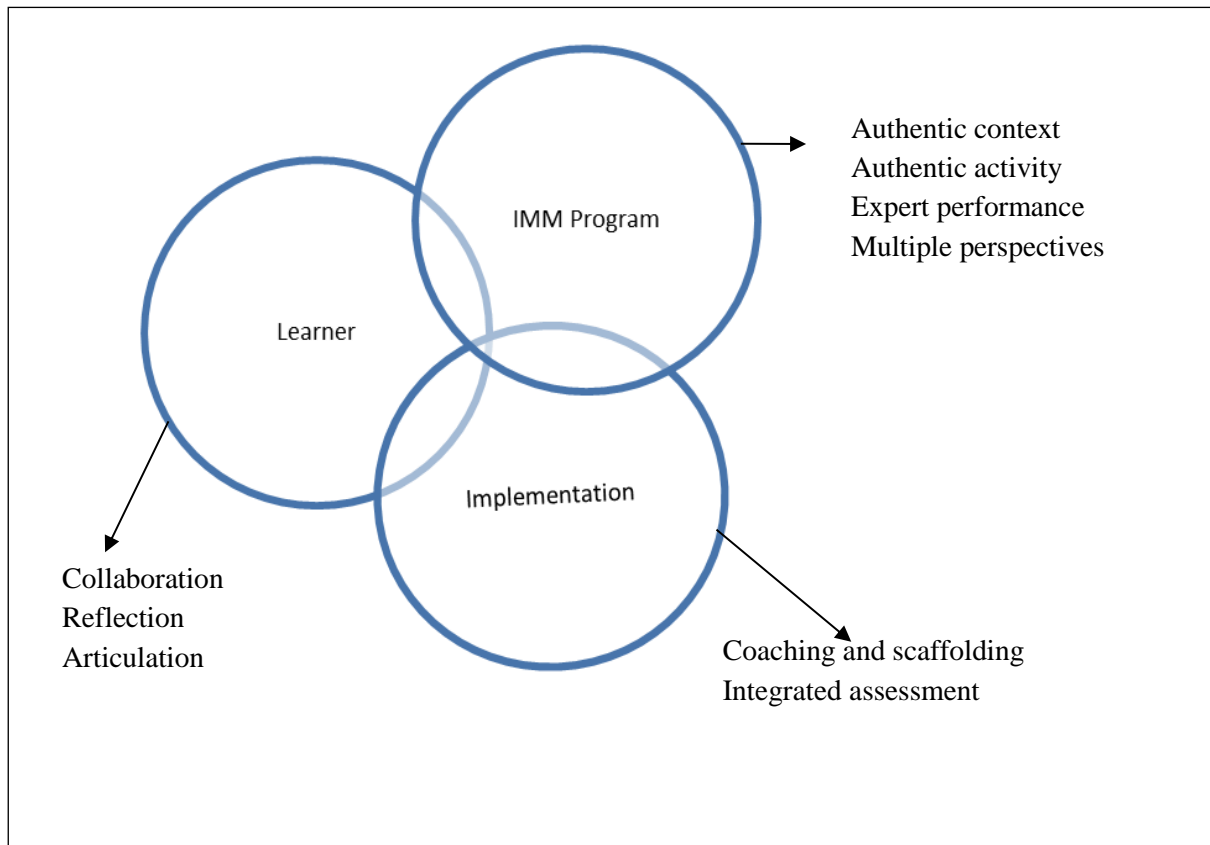 IMM Program
Authentic context
Authentic activity
Expert performance
Multiple perspectives
Learner
Collaboration
Reflection
Articulation
Implementation
Coaching and scaffolding
Integrated assessment